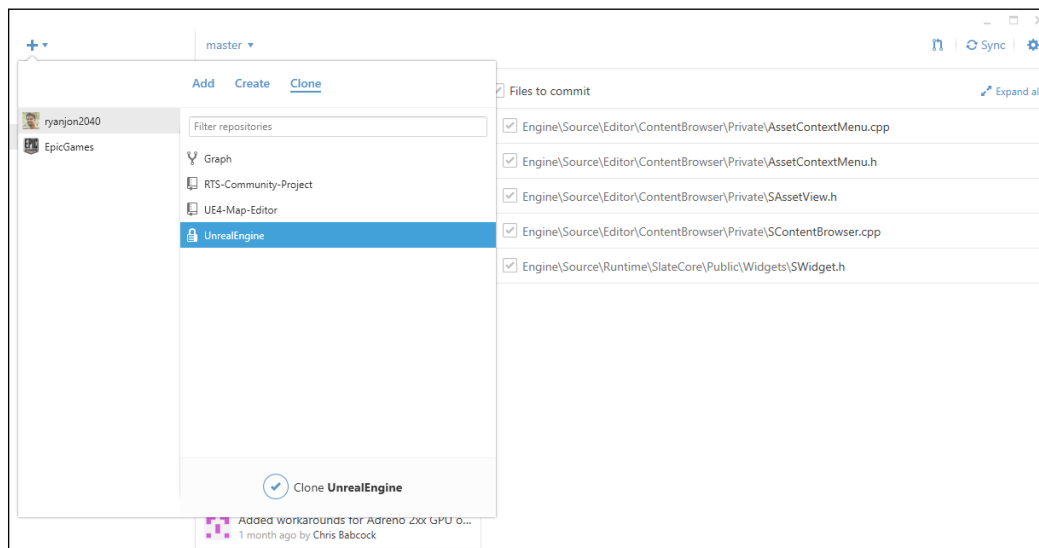 master
Sync
Add Create Clone
Files to commit
Expand al
ryanjon2040
EpicGames
Filter repositories
Graph
RTS-Community-Project
UE4-Map-Editor
UnrealEngine
Engine\Source\Editor\ContentBrowser\Private\AssetContextMenu.cpp
Engine\Source\Editor\ContentBrowser\Private\AssetContextMenu.h
Engine\Source\Editor\ContentBrowser\Private\SAssetView.h
Engine\Source\Editor\ContentBrowser\Private\SContentBrowser.cpp
Engine\Source\Runtime\SlateCore\Public\Widgets\SWidget.h
Clone UnrealEngine
Added workarounds for Adreno 2xx GPU o...
1 month ago by Chris Babcock